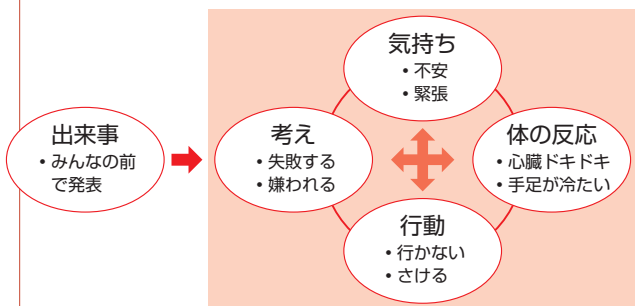 気持ち
・不安
・緊張
出来事
・みんなの前
で発表
考え
・失敗する
・嫌われる
体の反応
・心臓ドキドキ
・手足が冷たい
行動
・行かない
・さける